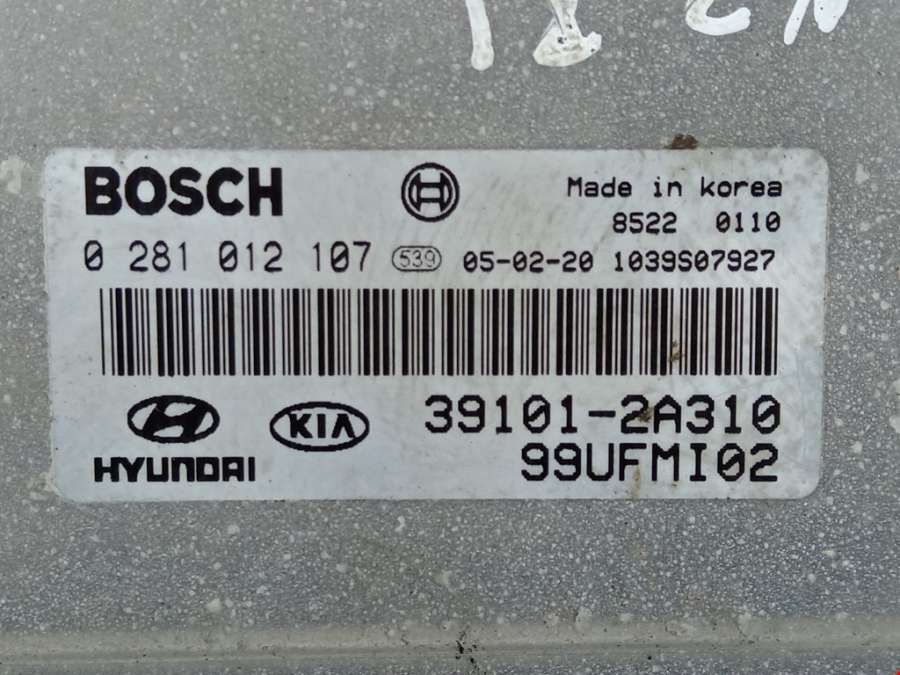 BOSCH
Made in korea
8522 0110
0 281 012 107 539 05-02-20 1039S07927
HYUNDAI
KIA
39101-2A310
99UFMI02